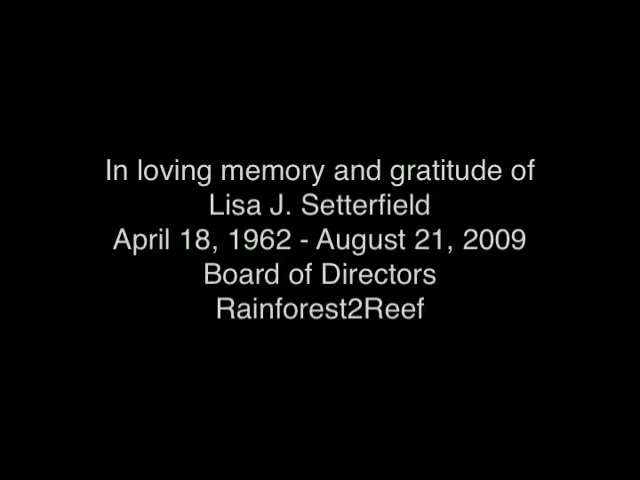 In loving memory and gratitude of
Lisa J. Setterfield
April 18, 1962 - August 21, 2009
Board of Directors
Rainforest2Reef